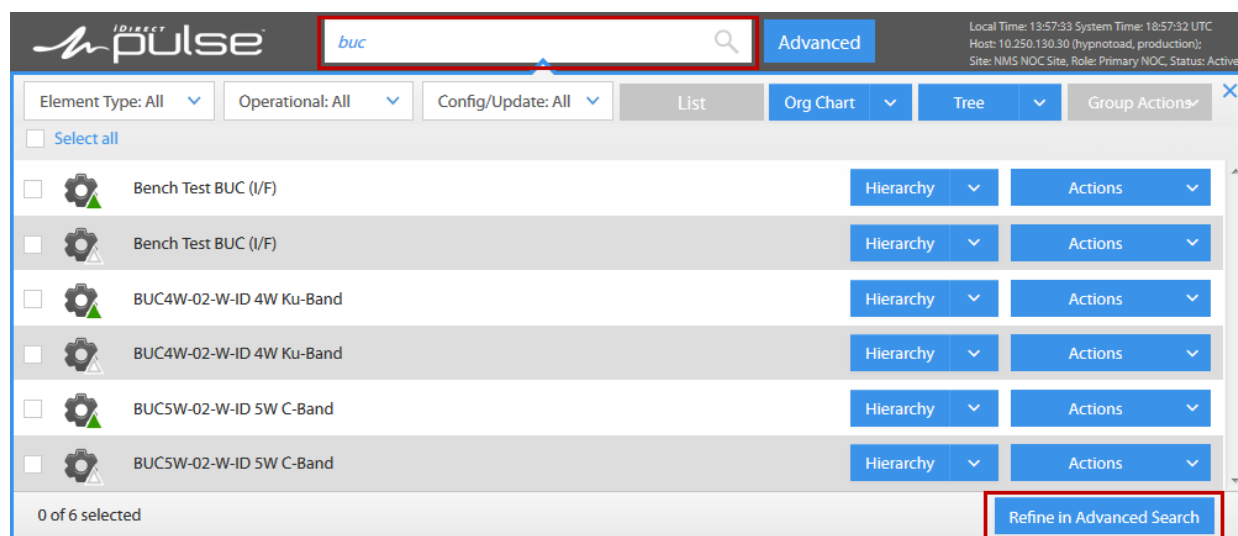 iDIRECT
pulse
buc
Advanced
Local Time: 13:57:33 System Time: 18:57:32 UTC
Host: 10.250.130.30 (hypnotoad, production);
Site: NMS NOC Site, Role: Primary NOC, Status: Active
Element Type: All
Operational: All
Config/Update: All
List
Org Chart
Tree
Group Actions
Select all
Bench Test BUC (I/F)
Hierarchy
Actions
Bench Test BUC (I/F)
Hierarchy
Actions
BUC4W-02-W-ID 4W Ku-Band
Hierarchy
Actions
BUC4W-02-W-ID 4W Ku-Band
Hierarchy
Actions
BUC5W-02-W-ID 5W C-Band
Hierarchy
Actions
BUC5W-02-W-ID 5W C-Band
Hierarchy
Actions
0 of 6 selected
Refine in Advanced Search